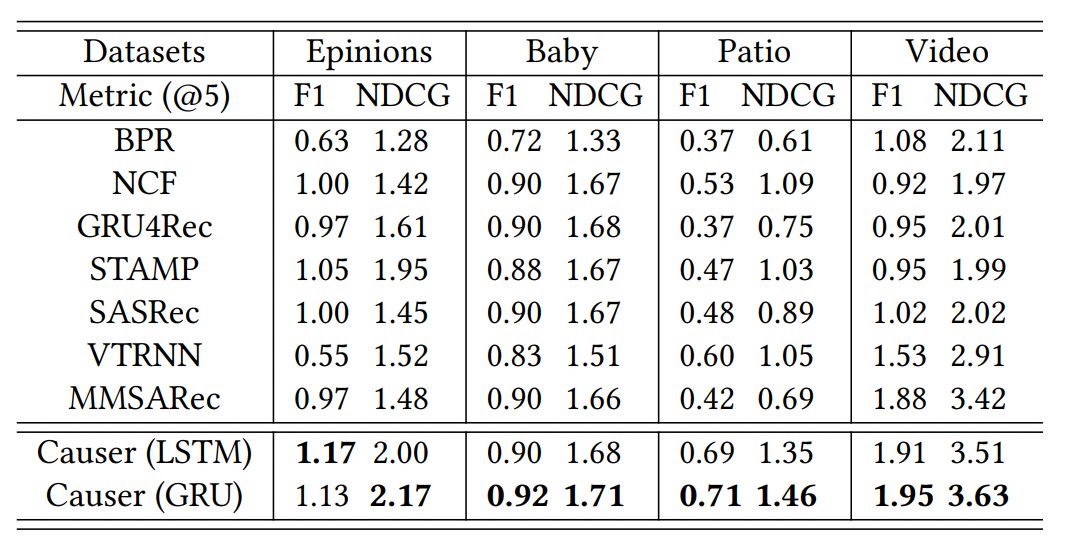 Datasets Epinions Baby Patio Video
Metric (@5) F1 NDCG F1 NDCG F1 NDCG F1 NDCG
BPR 0.63 1.28 0.72 1.33 0.37 0.61 1.08 2.11
NCF 1.00 1.42 0.90 1.67 0.53 1.09 0.92 1.97
GRU4Rec 0.97 1.61 0.90 1.68 0.37 0.75 0.95 2.01
STAMP 1.05 1.95 0.88 1.67 0.47 1.03 0.95 1.99
SASRec 1.00 1.45 0.90 1.67 0.48 0.89 1.02 2.02
VTRNN 0.55 1.52 0.83 1.51 0.60 1.05 1.53 2.91
MMSARec 0.97 1.48 0.90 1.66 0.42 0.69 1.88 3.42
Causer (LSTM) 1.17 2.00 0.90 1.68 0.69 1.35 1.91 3.51
Causer (GRU) 1.13 2.17 0.92 1.71 0.71 1.46 1.95 3.63